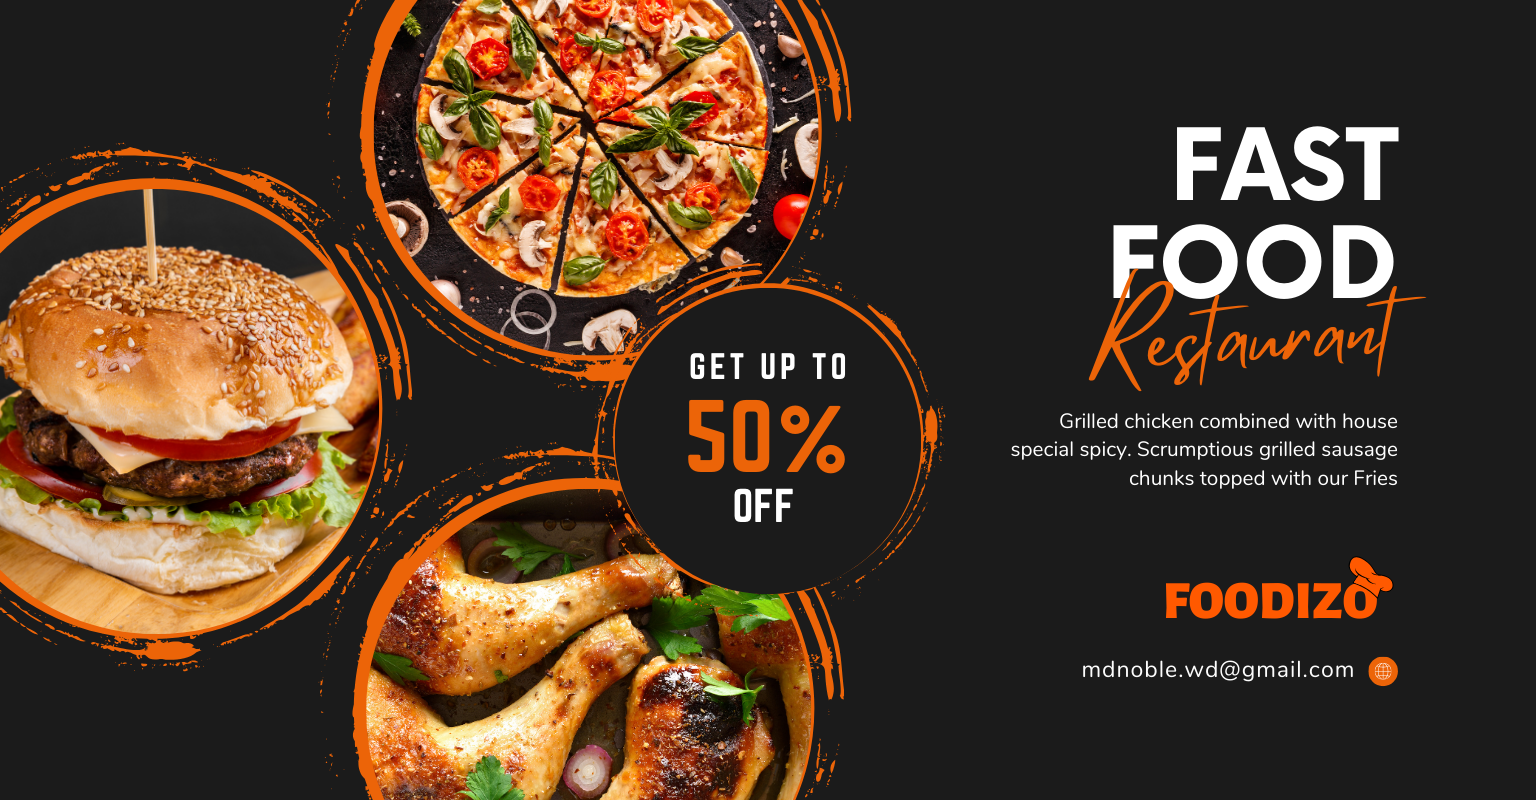 GET UP TO
50%
OFF
FAST
FOOD
Restaurant
Grilled chicken combined with house
special spicy. Scrumptious grilled sausage
chunks topped with our Fries
FOODIZO
mdnoble.wd@gmail.com